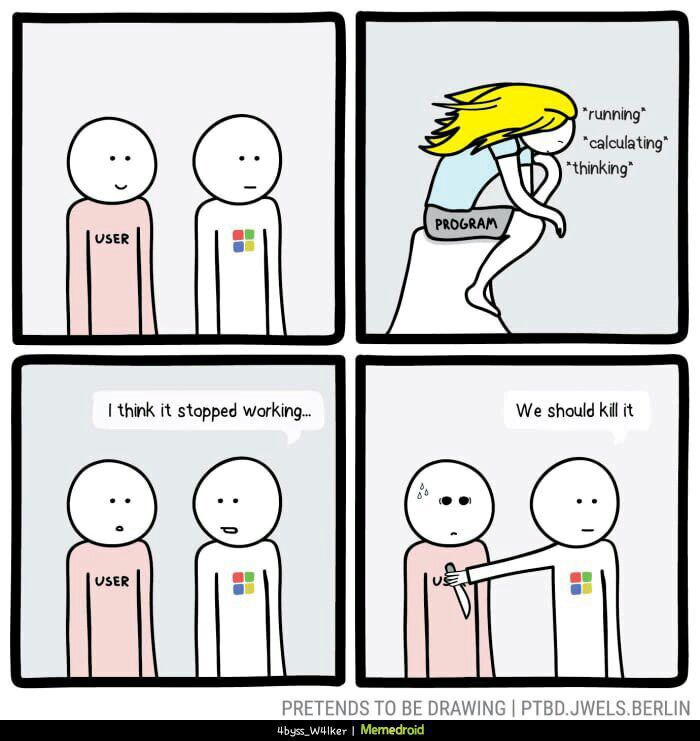 USER
*running*
*calculating*
*thinking*
PROGRAM
I think it stopped working...
USER
We should kill it
US
PRETENDS TO BE DRAWING | PTBD.JWELS.BERLIN
4byss_W4lker | Memedroid